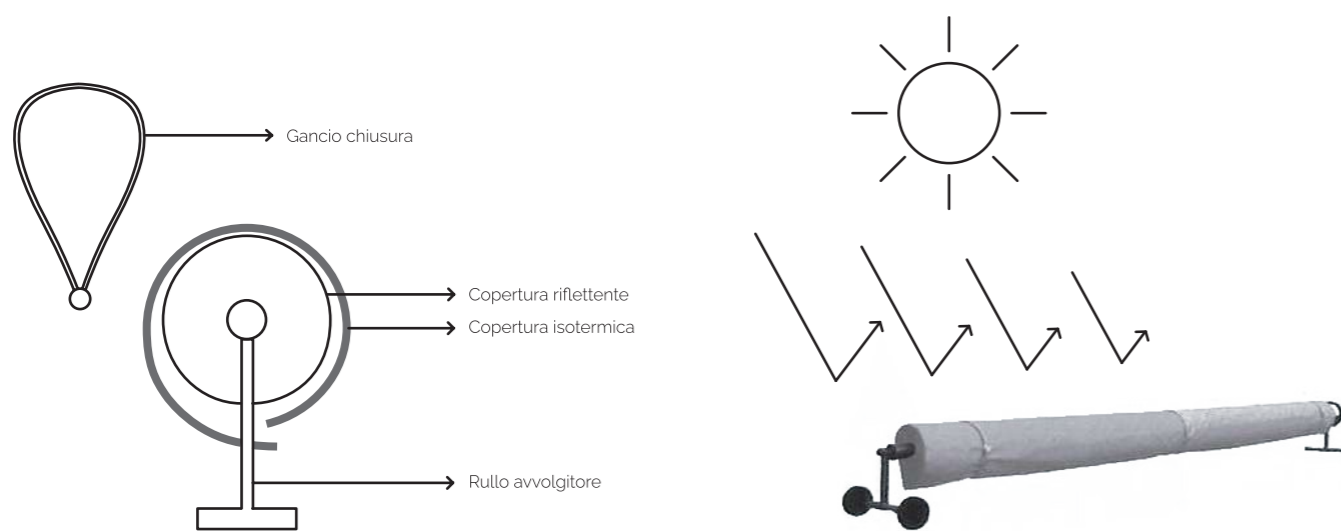 Gancio chiusura
Copertura riflettente
Copertura isotermica
Rullo avvolgitore